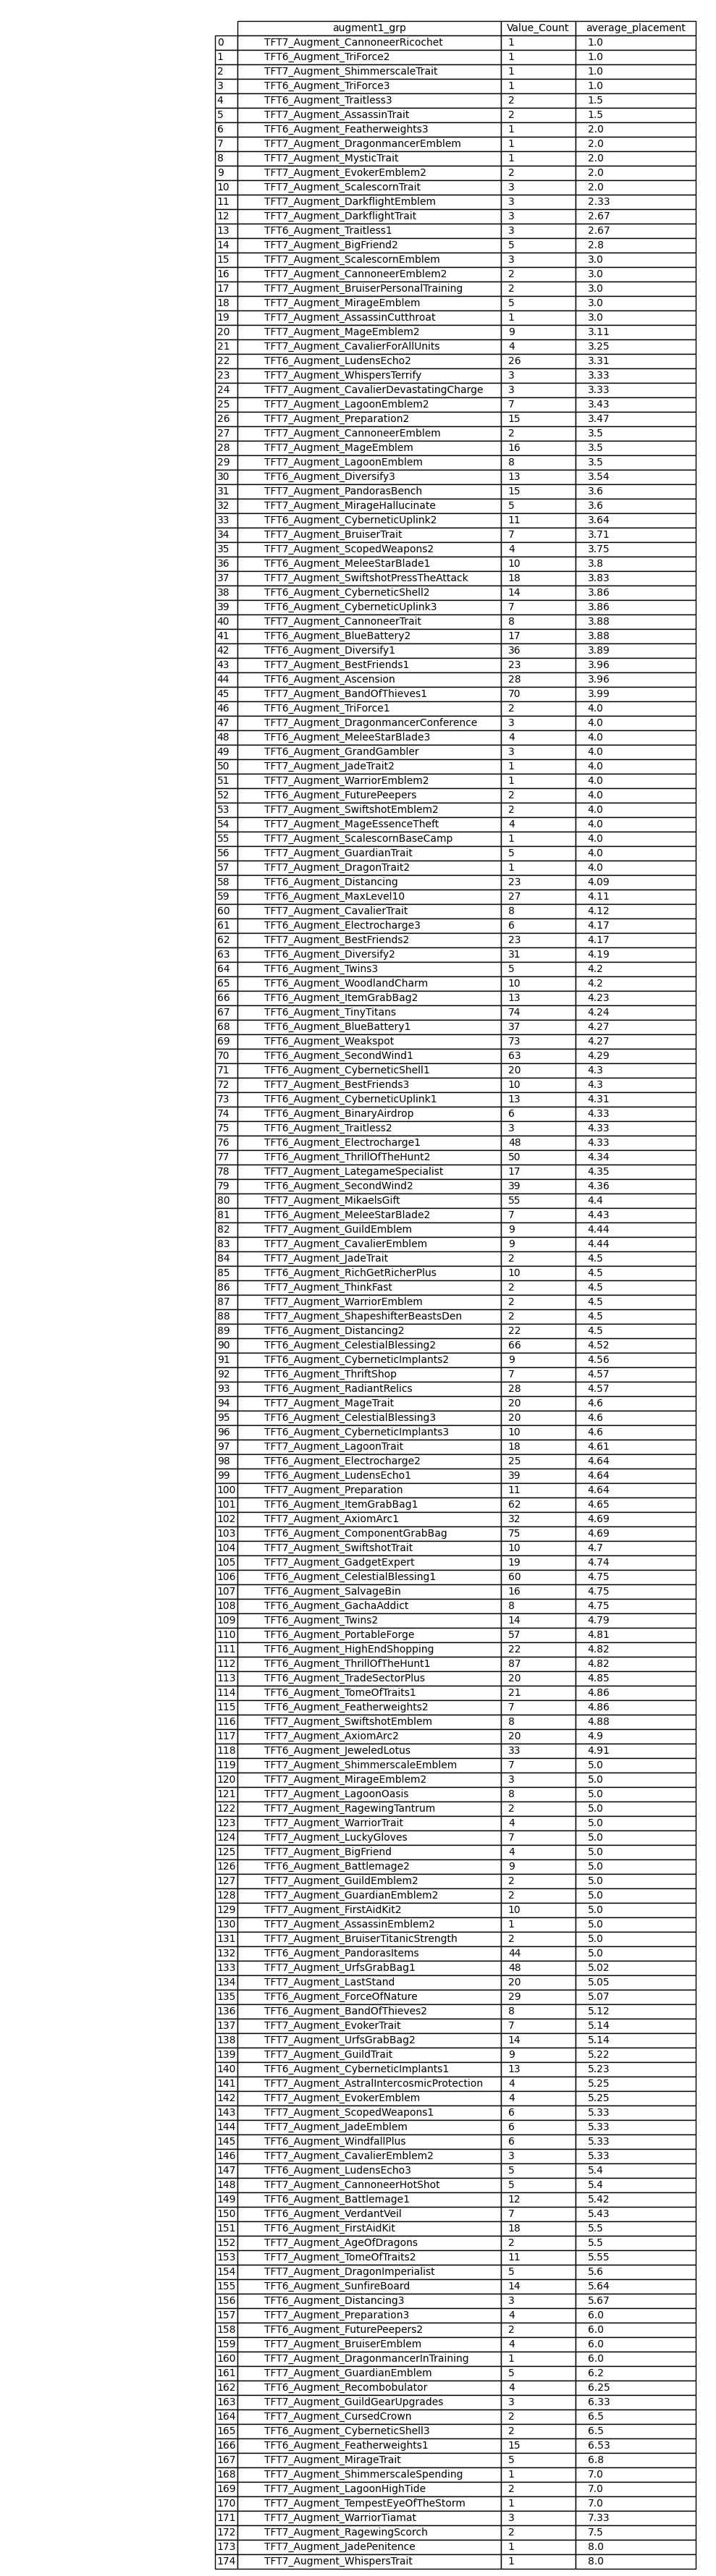 augment1_grp Value_Count average_placement
0 TFT7_Augment_CannoneerRicochet 1 1.0
1 TFT6_Augment_TriForce2 1 1.0
2 TFT7_Augment_ShimmerscaleTrait 1 1.0
3 TFT6_Augment_TriForce3 1 1.0
4 TFT6_Augment_Traitless3 2 1.5
5 TFT7_Augment_AssassinTrait 2 1.5
6 TFT6_Augment_Featherweights3 1 2.0
7 TFT7_Augment_DragonmancerEmblem 1 2.0
8 TFT7_Augment_MysticTrait 1 2.0
9 TFT7_Augment_EvokerEmblem2 2 2.0
10 TFT7_Augment_ScalescornTrait 3 2.0
11 TFT7_Augment_DarkflightEmblem 3 2.33
12 TFT7_Augment_DarkflightTrait 3 2.67
13 TFT6_Augment_Traitless1 3 2.67
14 TFT7_Augment_BigFriend2 5 2.8
15 TFT7_Augment_ScalescornEmblem 3 3.0
16 TFT7_Augment_CannoneerEmblem2 2 3.0
17 TFT7_Augment_BruiserPersonalTraining 2 3.0
18 TFT7_Augment_MirageEmblem 5 3.0
19 TFT7_Augment_AssassinCutthroat 1 3.0
20 TFT7_Augment_MageEmblem2 9 3.11
21 TFT7_Augment_CavalierForAllUnits 4 3.25
22 TFT6_Augment_LudensEcho2 26 3.31
23 TFT7_Augment_WhispersTerrify 3 3.33
24 TFT7_Augment_CavalierDevastatingCharge 3 3.33
25 TFT7_Augment_LagoonEmblem2 7 3.43
26 TFT7_Augment_Preparation2 15 3.47
27 TFT7_Augment_CannoneerEmblem 2 3.5
28 TFT7_Augment_MageEmblem 16 3.5
29 TFT7_Augment_LagoonEmblem 8 3.5
30 TFT6_Augment_Diversify3 13 3.54
31 TFT7_Augment_PandorasBench 15 3.6
32 TFT7_Augment_MirageHallucinate 5 3.6
33 TFT6_Augment_CyberneticUplink2 11 3.64
34 TFT7_Augment_BruiserTrait 7 3.71
35 TFT7_Augment_ScopedWeapons2 4 3.75
36 TFT6_Augment_MeleeStarBlade1 10 3.8
37 TFT7_Augment_SwiftshotPressTheAttack 18 3.83
38 TFT6_Augment_CyberneticShell2 14 3.86
39 TFT6_Augment_CyberneticUplink3 7 3.86
40 TFT7_Augment_CannoneerTrait 8 3.88
41 TFT6_Augment_BlueBattery2 17 3.88
42 TFT6_Augment_Diversify1 36 3.89
43 TFT7_Augment_BestFriends1 23 3.96
44 TFT6_Augment_Ascension 28 3.96
45 TFT7_Augment_BandOfThieves1 70 3.99
46 TFT6_Augment_TriForce1 2 4.0
47 TFT7_Augment_DragonmancerConference 3 4.0
48 TFT6_Augment_MeleeStarBlade3 4 4.0
49 TFT6_Augment_GrandGambler 3 4.0
50 TFT7_Augment_JadeTrait2 1 4.0
51 TFT7_Augment_WarriorEmblem2 1 4.0
52 TFT6_Augment_FuturePeepers 2 4.0
53 TFT7_Augment_SwiftshotEmblem2 2 4.0
54 TFT7_Augment_MageEssenceTheft 4 4.0
55 TFT7_Augment_ScalescornBaseCamp 1 4.0
56 TFT7_Augment_GuardianTrait 5 4.0
57 TFT7_Augment_DragonTrait2 1 4.0
58 TFT6_Augment_Distancing 23 4.09
59 TFT6_Augment_MaxLevel10 27 4.11
60 TFT7_Augment_CavalierTrait 8 4.12
61 TFT6_Augment_Electrocharge3 6 4.17
62 TFT7_Augment_BestFriends2 23 4.17
63 TFT6_Augment_Diversify2 31 4.19
64 TFT6_Augment_Twins3 5 4.2
65 TFT6_Augment_WoodlandCharm 10 4.2
66 TFT6_Augment_ItemGrabBag2 13 4.23
67 TFT6_Augment_TinyTitans 74 4.24
68 TFT6_Augment_BlueBattery1 37 4.27
69 TFT6_Augment_Weakspot 73 4.27
70 TFT6_Augment_SecondWind1 63 4.29
71 TFT6_Augment_CyberneticShell1 20 4.3
72 TFT7_Augment_BestFriends3 10 4.3
73 TFT6_Augment_CyberneticUplink1 13 4.31
74 TFT6_Augment_BinaryAirdrop 6 4.33
75 TFT6_Augment_Traitless2 3 4.33
76 TFT6_Augment_Electrocharge1 48 4.33
77 TFT6_Augment_ThrillOfTheHunt2 50 4.34
78 TFT7_Augment_LategameSpecialist 17 4.35
79 TFT6_Augment_SecondWind2 39 4.36
80 TFT7_Augment_MikaelsGift 55 4.4
81 TFT6_Augment_MeleeStarBlade2 7 4.43
82 TFT7_Augment_GuildEmblem 9 4.44
83 TFT7_Augment_CavalierEmblem 9 4.44
84 TFT7_Augment_JadeTrait 2 4.5
85 TFT6_Augment_RichGetRicherPlus 10 4.5
86 TFT7_Augment_ThinkFast 2 4.5
87 TFT7_Augment_WarriorEmblem 2 4.5
88 TFT7_Augment_ShapeshifterBeastsDen 2 4.5
89 TFT6_Augment_Distancing2 22 4.5
90 TFT6_Augment_CelestialBlessing2 66 4.52
91 TFT6_Augment_CyberneticImplants2 9 4.56
92 TFT6_Augment_ThriftShop 7 4.57
93 TFT6_Augment_RadiantRelics 28 4.57
94 TFT7_Augment_MageTrait 20 4.6
95 TFT6_Augment_CelestialBlessing3 20 4.6
96 TFT6_Augment_CyberneticImplants3 10 4.6
97 TFT7_Augment_LagoonTrait 18 4.61
98 TFT6_Augment_Electrocharge2 25 4.64
99 TFT6_Augment_LudensEcho1 39 4.64
100 TFT7_Augment_Preparation 11 4.64
101 TFT6_Augment_ItemGrabBag1 62 4.65
102 TFT7_Augment_AxiomArc1 32 4.69
103 TFT6_Augment_ComponentGrabBag 75 4.69
104 TFT7_Augment_SwiftshotTrait 10 4.7
105 TFT7_Augment_GadgetExpert 19 4.74
106 TFT6_Augment_CelestialBlessing1 60 4.75
107 TFT6_Augment_SalvageBin 16 4.75
108 TFT6_Augment_GachaAddict 8 4.75
109 TFT6_Augment_Twins2 14 4.79
110 TFT6_Augment_PortableForge 57 4.81
111 TFT6_Augment_HighEndShopping 22 4.82
112 TFT6_Augment_ThrillOfTheHunt1 87 4.82
113 TFT6_Augment_TradeSectorPlus 20 4.85
114 TFT6_Augment_TomeOfTraits1 21 4.86
115 TFT6_Augment_Featherweights2 7 4.86
116 TFT7_Augment_SwiftshotEmblem 8 4.88
117 TFT7_Augment_AxiomArc2 20 4.9
118 TFT6_Augment_JeweledLotus 33 4.91
119 TFT7_Augment_ShimmerscaleEmblem 7 5.0
120 TFT7_Augment_MirageEmblem2 3 5.0
121 TFT7_Augment_LagoonOasis 8 5.0
122 TFT7_Augment_RagewingTantrum 2 5.0
123 TFT7_Augment_WarriorTrait 4 5.0
124 TFT7_Augment_LuckyGloves 7 5.0
125 TFT7_Augment_BigFriend 4 5.0
126 TFT6_Augment_Battlemage2 9 5.0
127 TFT7_Augment_GuildEmblem2 2 5.0
128 TFT7_Augment_GuardianEmblem2 2 5.0
129 TFT7_Augment_FirstAidKit2 10 5.0
130 TFT7_Augment_AssassinEmblem2 1 5.0
131 TFT7_Augment_BruiserTitanicStrength 2 5.0
132 TFT6_Augment_PandorasItems 44 5.0
133 TFT7_Augment_UrfsGrabBag1 48 5.02
134 TFT7_Augment_LastStand 20 5.05
135 TFT6_Augment_ForceOfNature 29 5.07
136 TFT7_Augment_BandOfThieves2 8 5.12
137 TFT7_Augment_EvokerTrait 7 5.14
138 TFT7_Augment_UrfsGrabBag2 14 5.14
139 TFT7_Augment_GuildTrait 9 5.22
140 TFT6_Augment_CyberneticImplants1 13 5.23
141 TFT7_Augment_AstralIntercosmicProtection 4 5.25
142 TFT7_Augment_EvokerEmblem 4 5.25
143 TFT7_Augment_ScopedWeapons1 6 5.33
144 TFT7_Augment_JadeEmblem 6 5.33
145 TFT6_Augment_WindfallPlus 6 5.33
146 TFT7_Augment_CavalierEmblem2 3 5.33
147 TFT6_Augment_LudensEcho3 5 5.4
148 TFT7_Augment_CannoneerHotShot 5 5.4
149 TFT6_Augment_Battlemage1 12 5.42
150 TFT6_Augment_VerdantVeil 7 5.43
151 TFT6_Augment_FirstAidKit 18 5.5
152 TFT7_Augment_AgeOfDragons 2 5.5
153 TFT7_Augment_TomeOfTraits2 11 5.55
154 TFT7_Augment_DragonImperialist 5 5.6
155 TFT6_Augment_SunfireBoard 14 5.64
156 TFT6_Augment_Distancing3 3 5.67
157 TFT7_Augment_Preparation3 4 6.0
158 TFT6_Augment_FuturePeepers2 2 6.0
159 TFT7_Augment_BruiserEmblem 4 6.0
160 TFT7_Augment_DragonmancerInTraining 1 6.0
161 TFT7_Augment_GuardianEmblem 5 6.2
162 TFT6_Augment_Recombobulator 4 6.25
163 TFT7_Augment_GuildGearUpgrades 3 6.33
164 TFT7_Augment_CursedCrown 2 6.5
165 TFT6_Augment_CyberneticShell3 2 6.5
166 TFT6_Augment_Featherweights1 15 6.53
167 TFT7_Augment_MirageTrait 5 6.8
168 TFT7_Augment_ShimmerscaleSpending 1 7.0
169 TFT7_Augment_LagoonHighTide 2 7.0
170 TFT7_Augment_TempestEyeOfTheStorm 1 7.0
171 TFT7_Augment_WarriorTiamat 3 7.33
172 TFT7_Augment_RagewingScorch 2 7.5
173 TFT7_Augment_JadePenitence 1 8.0
174 TFT7_Augment_WhispersTrait 1 8.0